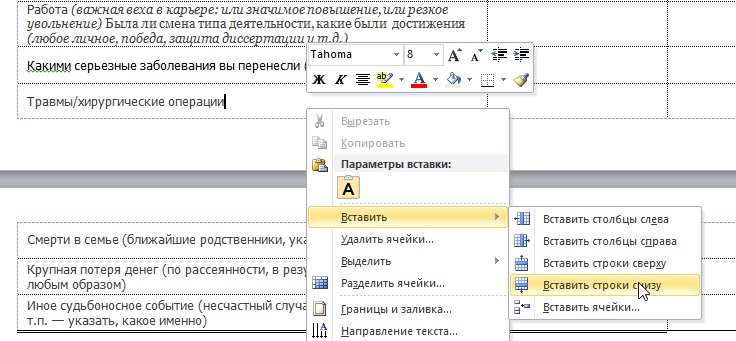 Работа (важная веха в карьере: или значимое повышение, или резкое
увольнение) Была ли смена типа деятельности, какие были достижения
(любое личное, победа, защита диссертации и т.д.)
Tahoma 8
Какими серьезные заболевания вы перенесли (
Ж К
Травмы/хирургические операции
Вырезать
Копировать
Параметры вставки:
A
Вставить
Вставить столбцы слева
Смерти в семье (ближайшие родственники, ука
Удалить ячейки...
Вставить столбцы справа
Выделить
Вставить строки сверху
Крупная потеря денег (по рассеянности, в резу
любым образом)
Разделить ячейки...
Вставить строки снизу
Иное судьбоносное событие (несчастный случа
т.п. — указать, какое именно)
Границы и заливка...
Вставить ячейки...
Направление текста...